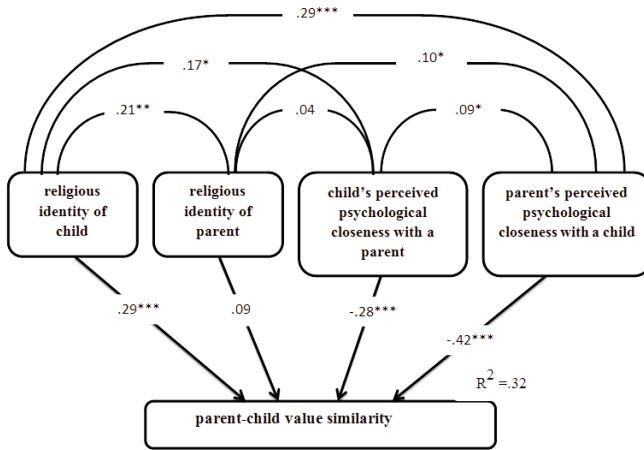 .29***
.17*
.10*
.21**
.04
.09*
religious
identity of
child
religious
identity of
parent
child's perceived
psychological
closeness with a
parent
parent's perceived
psychological
closeness with a child
.29***
.09
-.28***
-.42***
R² =.32
parent-child value similarity